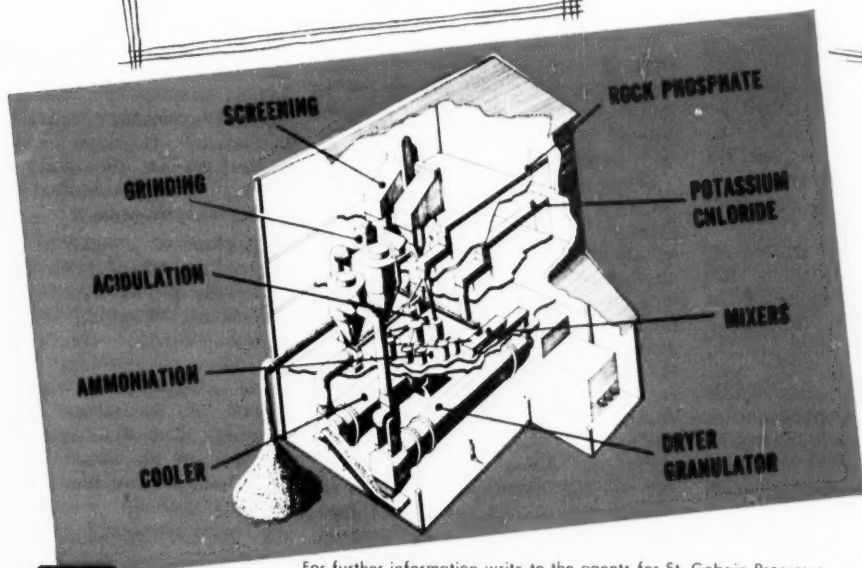 SCREENING
ROCK PHOSPHATE
GRINDING
POTASSIUM
CHLORIDE
ACIDULATION
MIXERS
AMMONIATION
COOLER
DRYER
GRANULATOR
For further information write to the agents for St. Gobain Processes